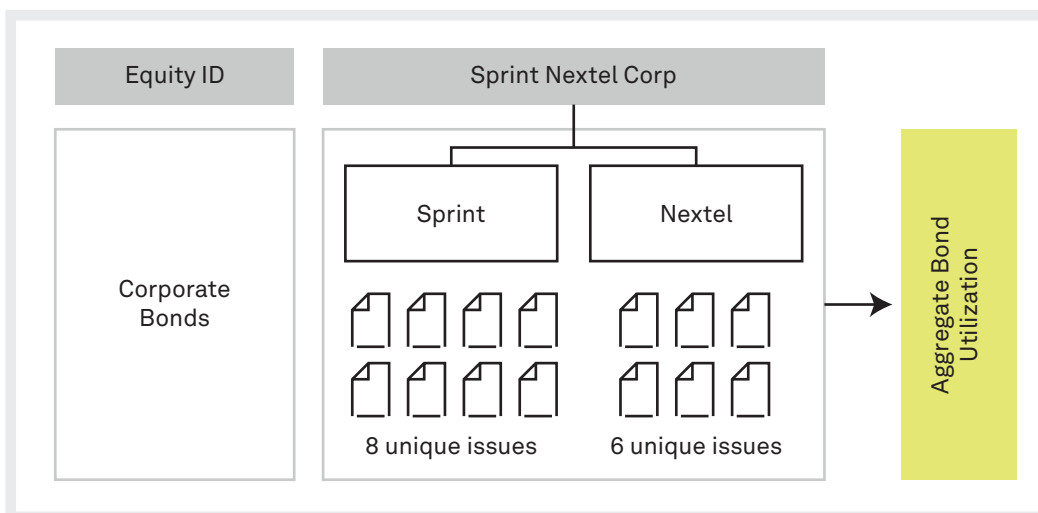 Equity ID
Sprint Nextel Corp
Corporate
Bonds
Sprint
Nextel
8 unique issues
6 unique issues
Aggregate Bond
Utilization